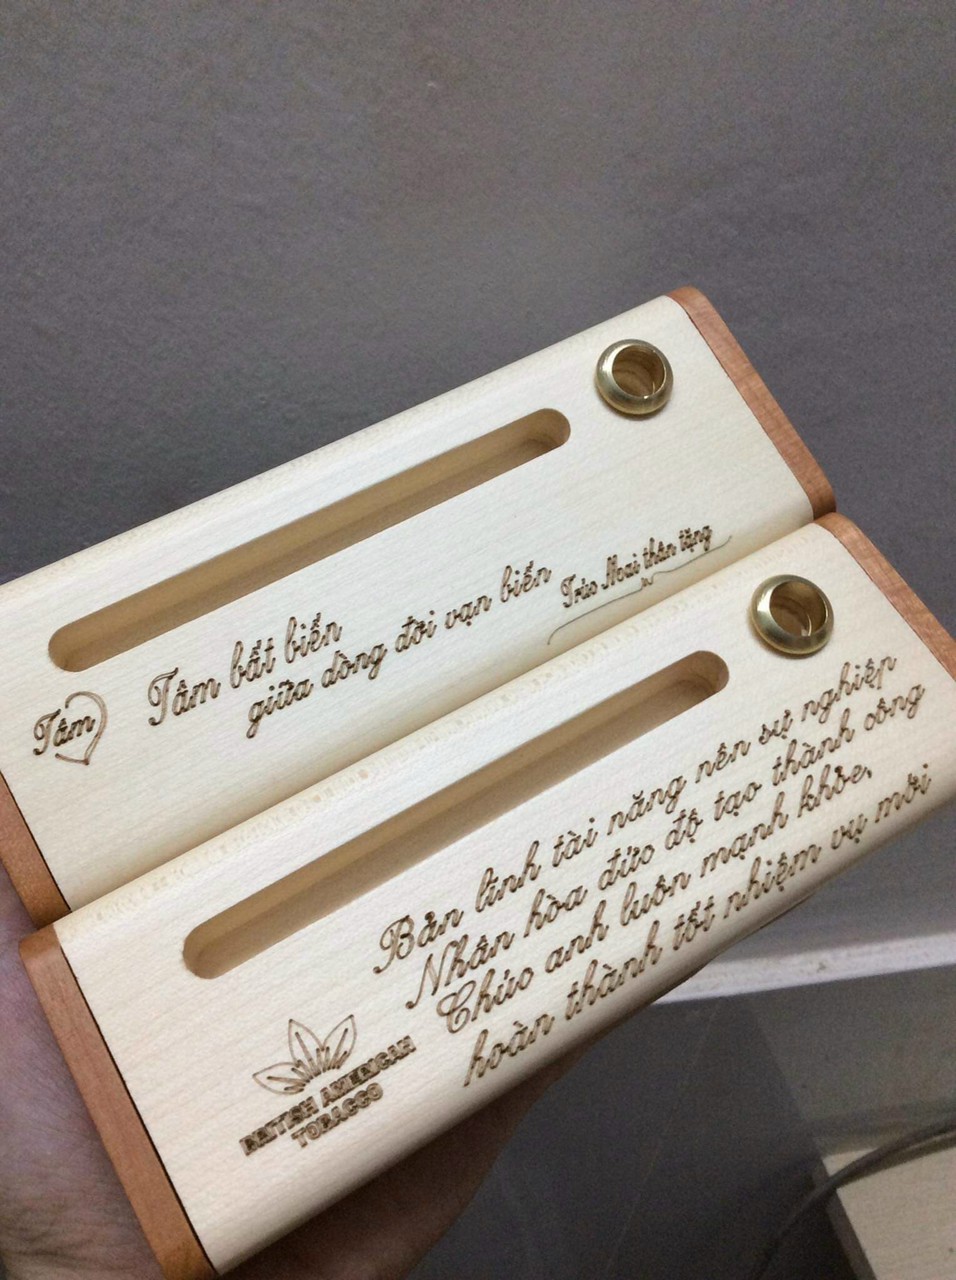 Tâm
Tâm bất biến
giữa dòng đời vạn biến
Trúc Mai thân tặng
Bản lĩnh tài năng nên sự nghiệp
Nhân hòa đức độ tạo thành công
Chúc anh luôn mạnh khỏe,
hoàn thành tốt nhiệm vụ mới
BRITISH AMERICAN
TOBACCO